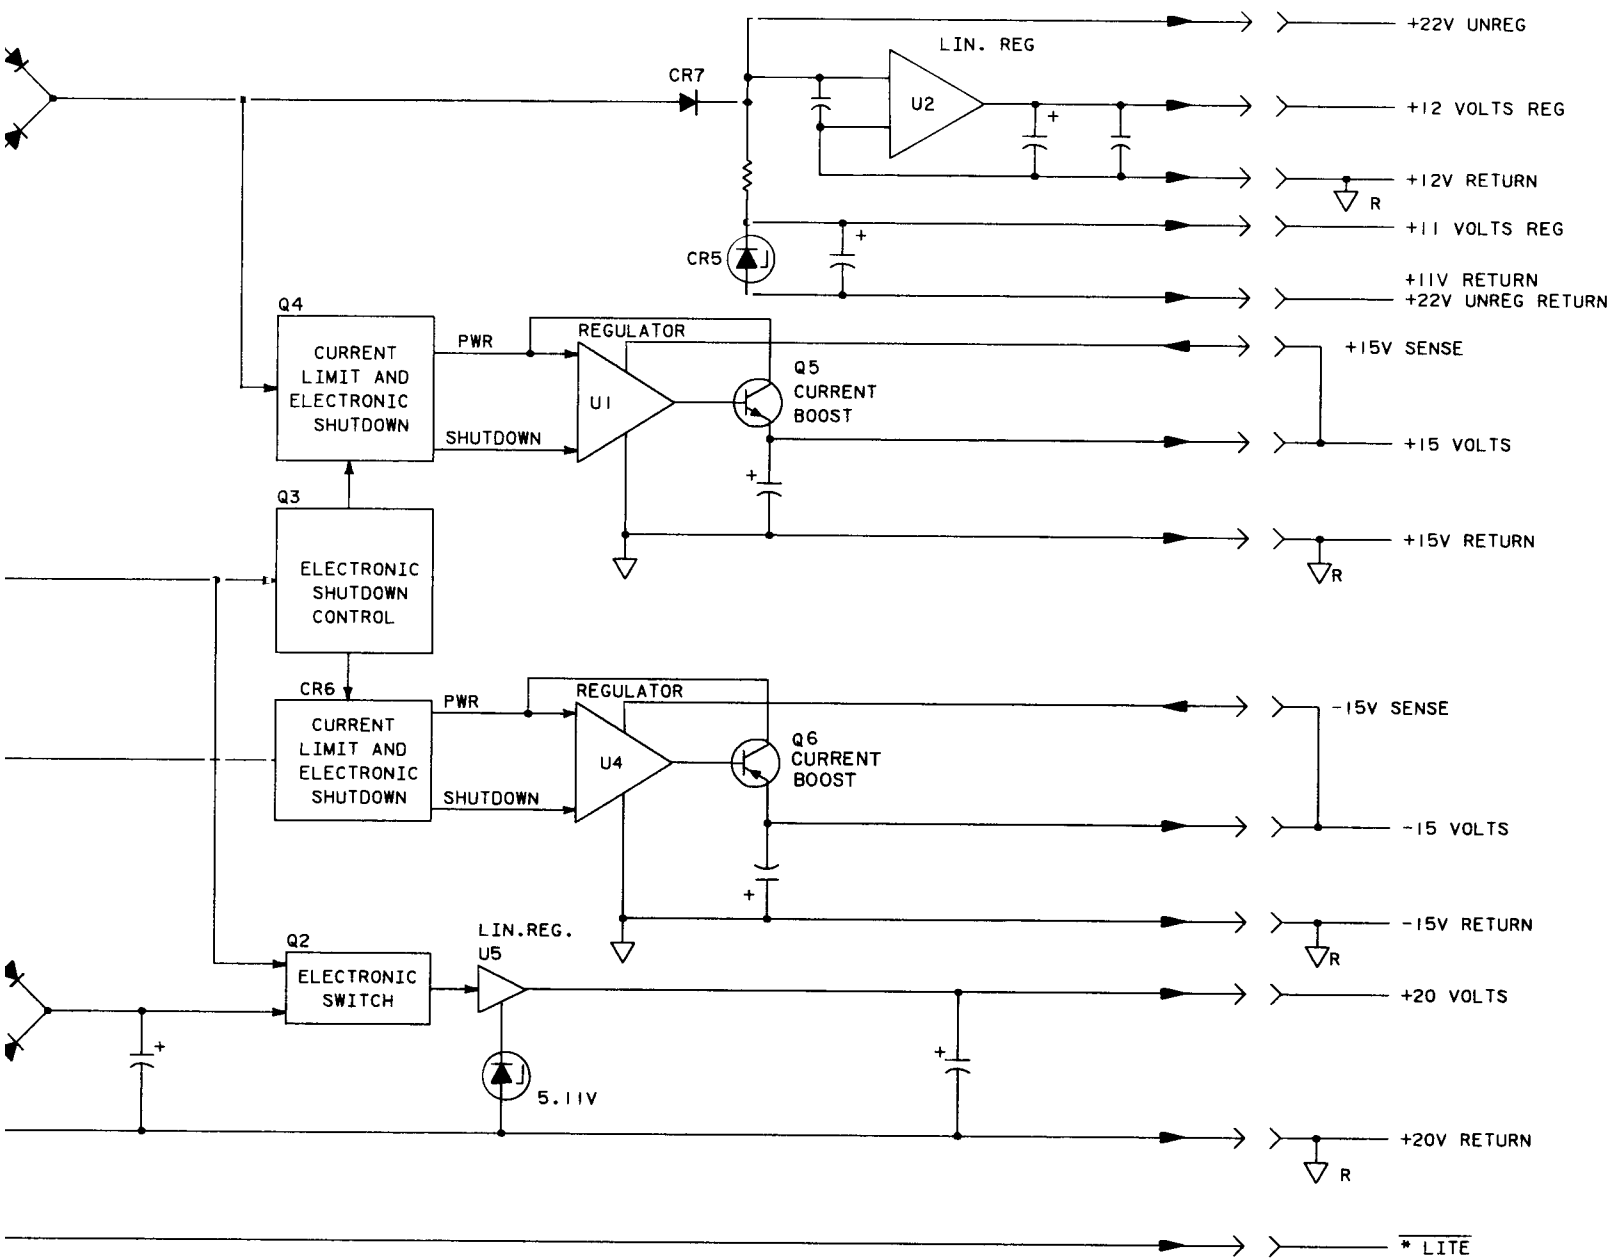 +22V UNREG
LIN. REG
CR7
U2
+12 VOLTS REG
+
+12V RETURN
R
+11 VOLTS REG
+
CR5
+11V RETURN
+22V UNREG RETURN
Q4
CURRENT
LIMIT AND
ELECTRONIC
SHUTDOWN
PWR
SHUTDOWN
REGULATOR
U1
Q5
CURRENT
BOOST
+15V SENSE
+15 VOLTS
+
+15V RETURN
R
Q3
ELECTRONIC
SHUTDOWN
CONTROL
CR6
CURRENT
LIMIT AND
ELECTRONIC
SHUTDOWN
PWR
SHUTDOWN
REGULATOR
U4
Q6
CURRENT
BOOST
-15V SENSE
-15 VOLTS
+
-15V RETURN
R
Q2
ELECTRONIC
SWITCH
LIN.REG.
U5
+20 VOLTS
+
+
5.11V
+20V RETURN
R
* LITE